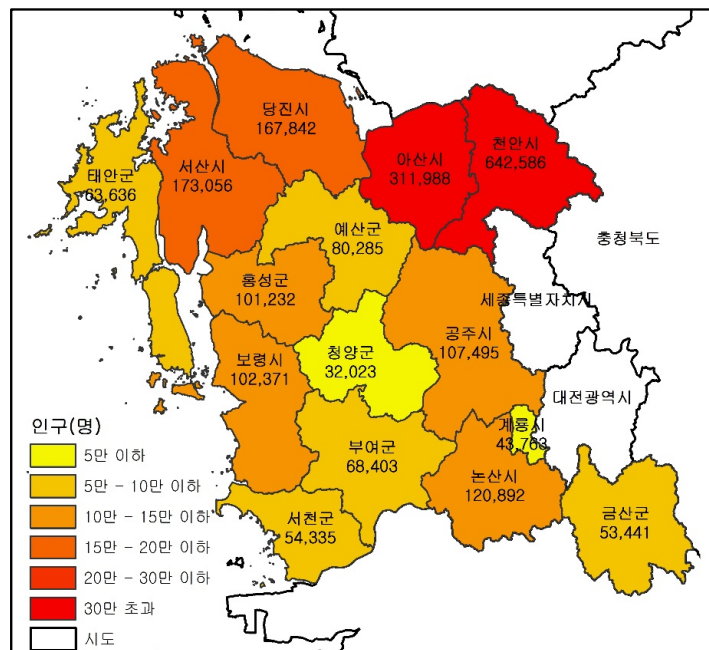 당진시
167,842
아산시
311,988
천안시
642,586
태안군
63,636
서산시
173,056
예산군
80,285
충청북도
홍성군
101,232
세종특별자치시
공주시
107,495
보령시
102,371
청양군
32,023
대전광역시
계룡시
43,763
부여군
68,403
논산시
120,892
서천군
54,335
금산군
53,441
인구(명)
5만 이하
5만 - 10만 이하
10만 - 15만 이하
15만 - 20만 이하
20만 - 30만 이하
30만 초과
시도